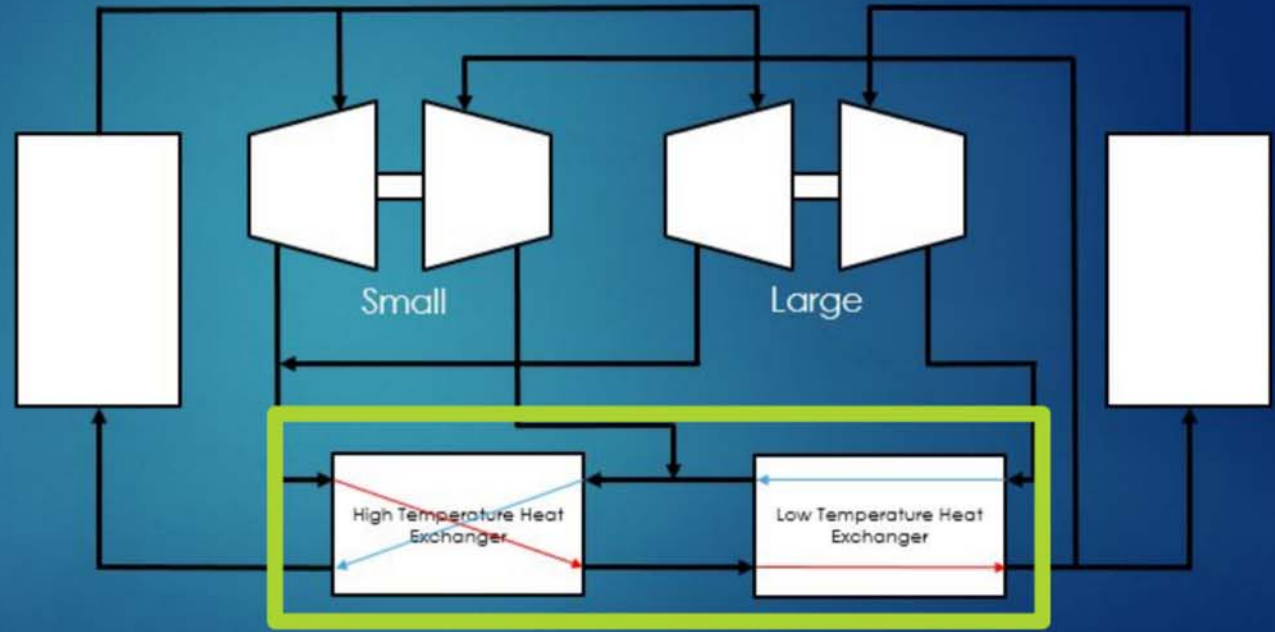 Small
Large
High Temperature Heat
Exchanger
Low Temperature Heat
Exchanger